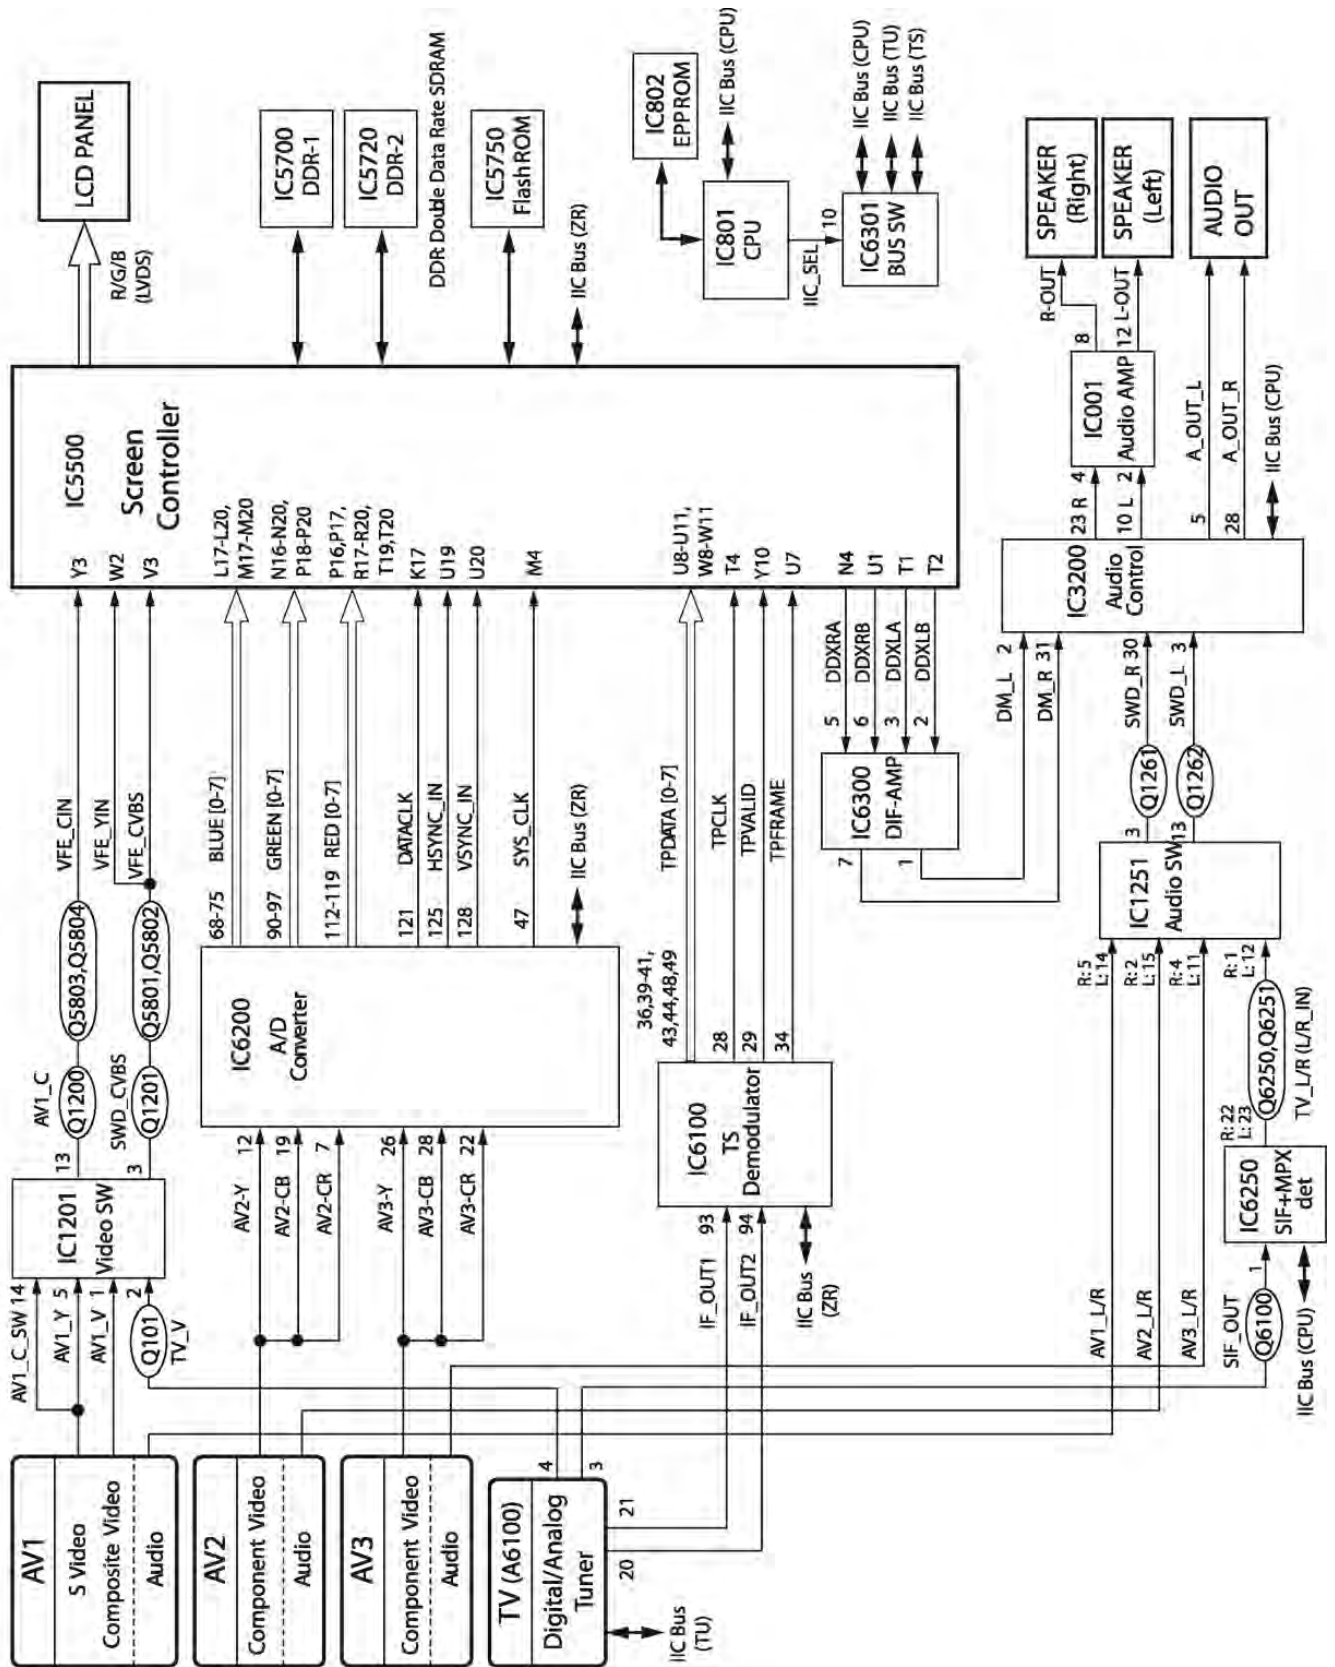 AV1
S Video
Composite Video
Audio
AV2
Component Video
Audio
AV3
Component Video
Audio
TV (A6100)
Digital/Analog
Tuner
4
3
21
20
IIC Bus
(TU)
AV1_C_SW 14
AV1_Y 5
AV1_V 1
2
Q101
TV_V
IC1201
Video SW
13
3
AV1_C
Q1200
SWD_CVBS
Q1201
Q5803,Q5804
Q5801,Q5802
VFE_CIN
VFE_YIN
VFE_CVBS
AV2-Y 12
AV2-CB 19
AV2-CR 7
AV3-Y 26
AV3-CB 28
AV3-CR 22
IC6200
A/D
Converter
68-75 BLUE [0-7]
90-97 GREEN [0-7]
112-119 RED [0-7]
121 DATACLK
125 HSYNC_IN
128 VSYNC_IN
47 SYS_CLK
IIC Bus (ZR)
IF_OUT1 93
IF_OUT2 94
IIC Bus
(ZR)
IC6100
TS
Demodulator
36,39-41,
43,44,48,49
TPDATA [0-7]
28 TPCLK
29 TPVALID
34 TPFRAME
IC5500
Screen
Controller
Y3
W2
V3
L17-L20,
M17-M20
N16-N20,
P18-P20
P16,P17,
R17-R20,
T19,T20
K17
U19
U20
M4
U8-U11,
W8-W11
T4
Y10
U7
N4
U1
T1
T2
DDXRA
DDXRB
DDXLA
DDXLB
5
6
3
2
IC6300
DIF-AMP
7
1
R/G/B
(LVDS)
LCD PANEL
IC5700
DDR-1
IC5720
DDR-2
DDR: Double Data Rate SDRAM
IC5750
Flash ROM
IIC Bus (ZR)
IC802
EPPROM
IC801
CPU
IIC Bus (CPU)
IIC_SEL
10
IC6301
BUS SW
IIC Bus (CPU)
IIC Bus (TU)
IIC Bus (TS)
AV1_L/R
AV2_L/R
AV3_L/R
SIF_OUT
Q6100
1
IIC Bus (CPU)
IC6250
SIF+MPX
det
R: 22
L: 23
Q6250,Q6251
TV_L/R (L/R_IN)
R: 5
L: 14
R: 2
L: 15
R: 4
L: 11
R: 1
L: 12
IC1251
Audio SW
3
13
Q1261
Q1262
SWD_R 30
SWD_L 3
DM_L 2
DM_R 31
IC3200
Audio
Control
23 R 4
10 L 2
IC001
Audio AMP
8
12 L-OUT
R-OUT
SPEAKER
(Right)
SPEAKER
(Left)
5 A_OUT_L
28 A_OUT_R
AUDIO
OUT
IIC Bus (CPU)